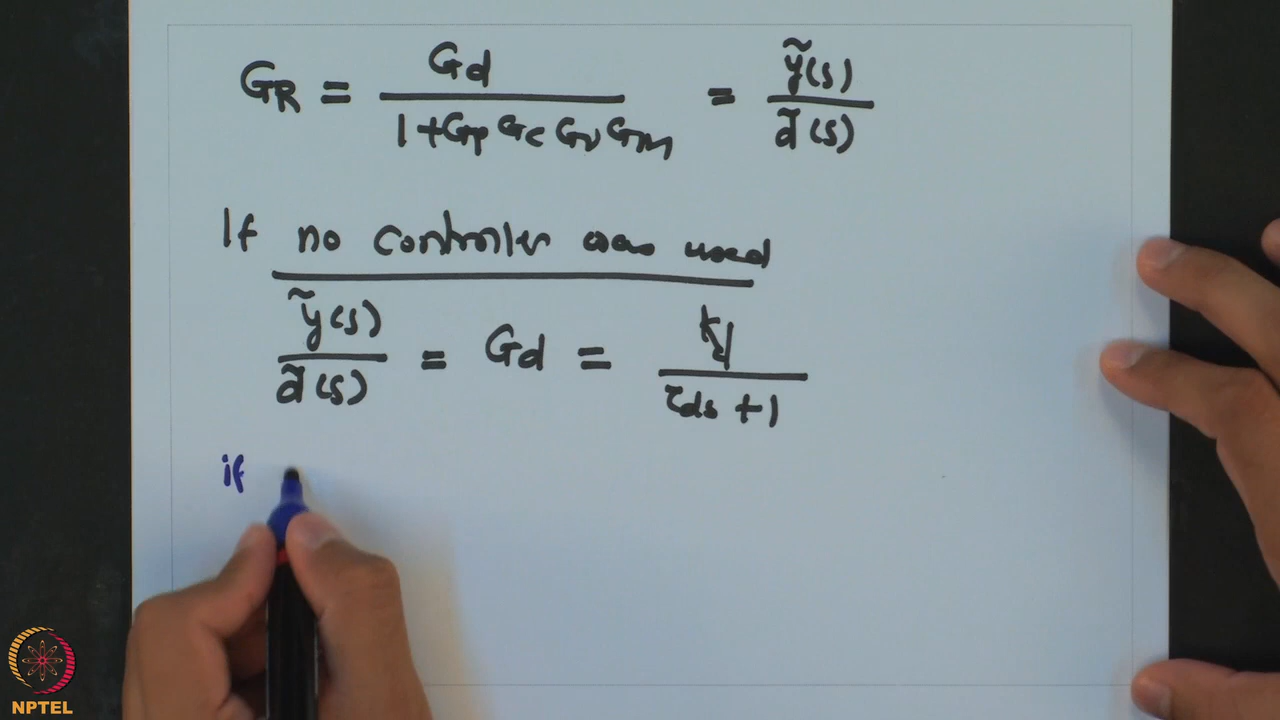 GR = Gd / 1+Gp Gc Gv Gm = ỹ(s) / d̃(s)
If no controller was used
ỹ(s) / d̃(s) = Gd = kd / τds + 1
if
NPTEL